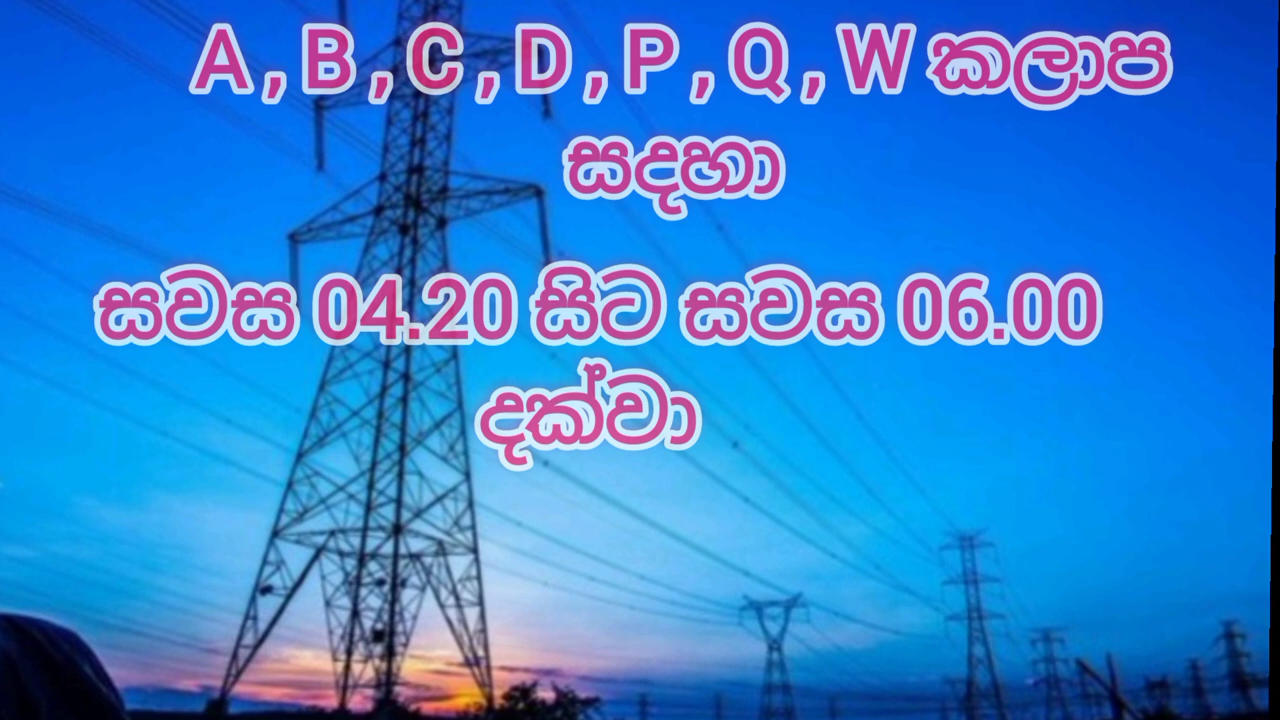 A , B , C , D , P , Q , W කලාප
සදහා
සවස 04.20 සිට සවස 06.00
දක්වා